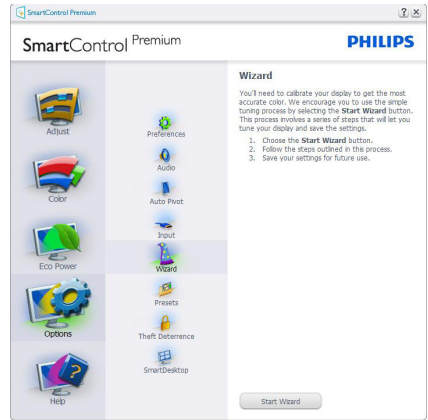 SmartControl Premium
? x
SmartControl Premium
PHILIPS
Adjust
Color
Eco Power
Options
Help
Preferences
Audio
Auto Pivot
Input
Wizard
Presets
Theft Deterrence
SmartDesktop
Wizard
You'll need to calibrate your display to get the most
accurate color. We encourage you to use the simple
tuning process by selecting the Start Wizard button.
This process involves a series of steps that will let you
tune your display and save the settings.
1. Choose the Start Wizard button.
2. Follow the steps outlined in this process.
3. Save your settings for future use.
Start Wizard